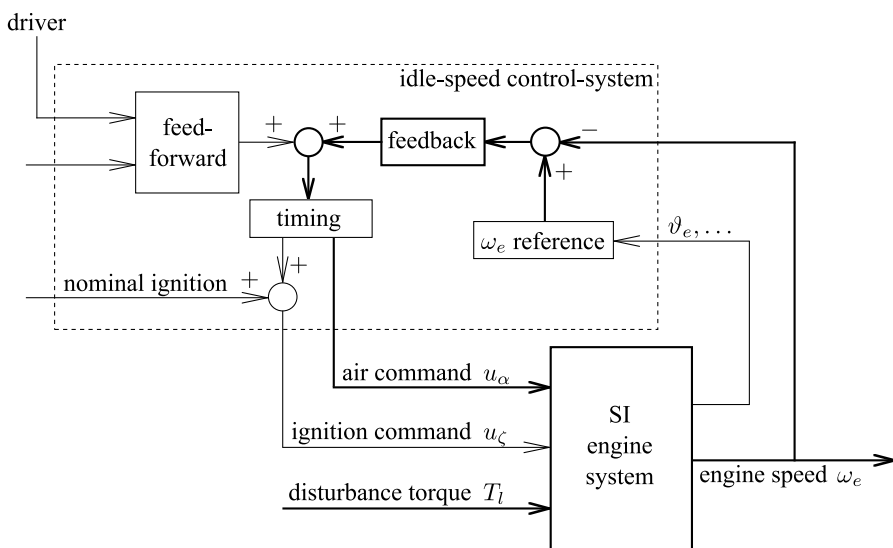 driver
idle-speed control-system
feed-
forward
+
+
feedback
−
+
timing
ω_e reference
ϑ_e, . . .
+
+
nominal ignition
air command u_α
SI
engine
system
ignition command u_ζ
engine speed ω_e
disturbance torque T_l